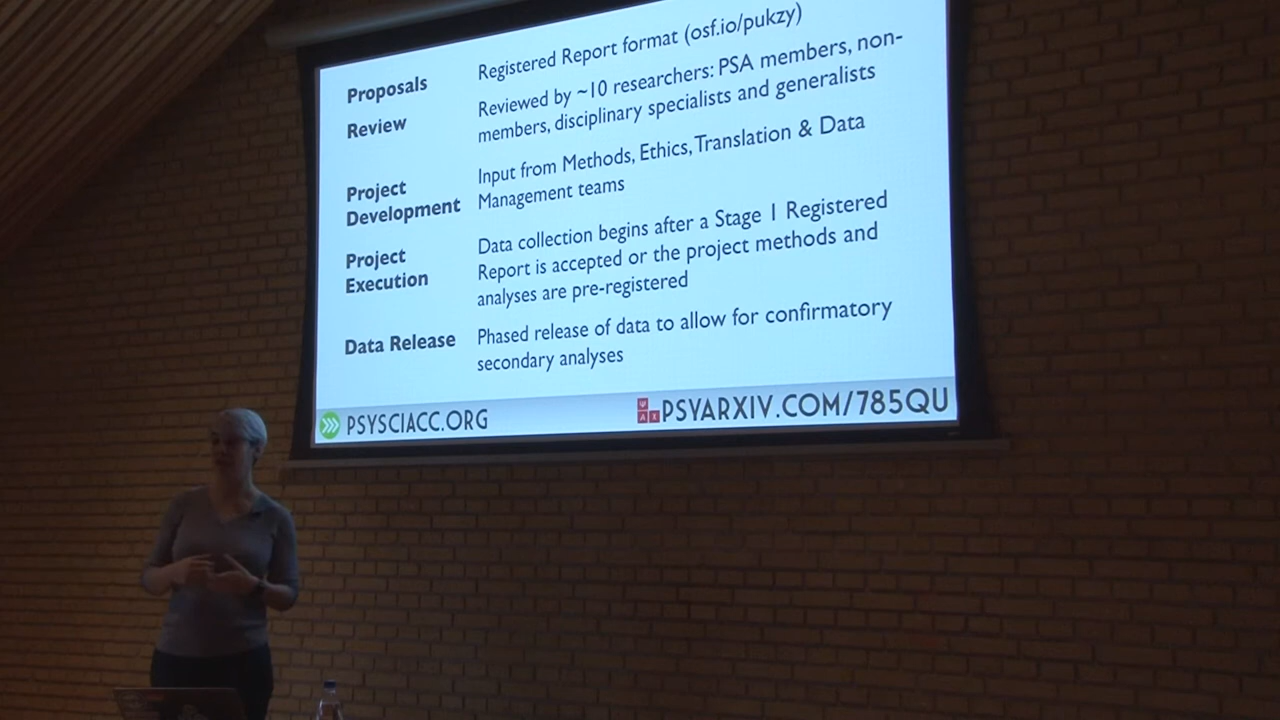 Proposals
Registered Report format (osf.io/pukzy)
Review
Reviewed by ~10 researchers: PSA members, non-
members, disciplinary specialists and generalists
Project
Development
Input from Methods, Ethics, Translation & Data
Management teams
Project
Execution
Data collection begins after a Stage 1 Registered
Report is accepted or the project methods and
analyses are pre-registered
Data Release
Phased release of data to allow for confirmatory
secondary analyses
PSYSCIACC.ORG
Ψ
A X
PSYARXIV.COM/785QU